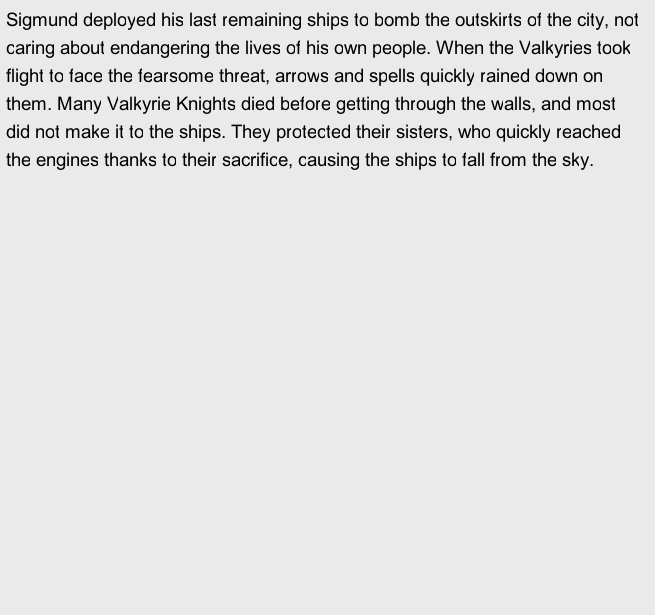 Sigmund deployed his last remaining ships to bomb the outskirts of the city, not
caring about endangering the lives of his own people. When the Valkyries took
flight to face the fearsome threat, arrows and spells quickly rained down on
them. Many Valkyrie Knights died before getting through the walls, and most
did not make it to the ships. They protected their sisters, who quickly reached
the engines thanks to their sacrifice, causing the ships to fall from the sky.